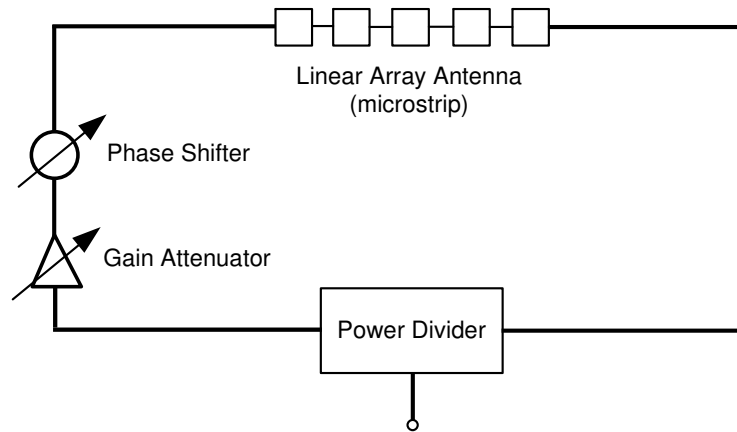 Linear Array Antenna
(microstrip)
Phase Shifter
Gain Attenuator
Power Divider